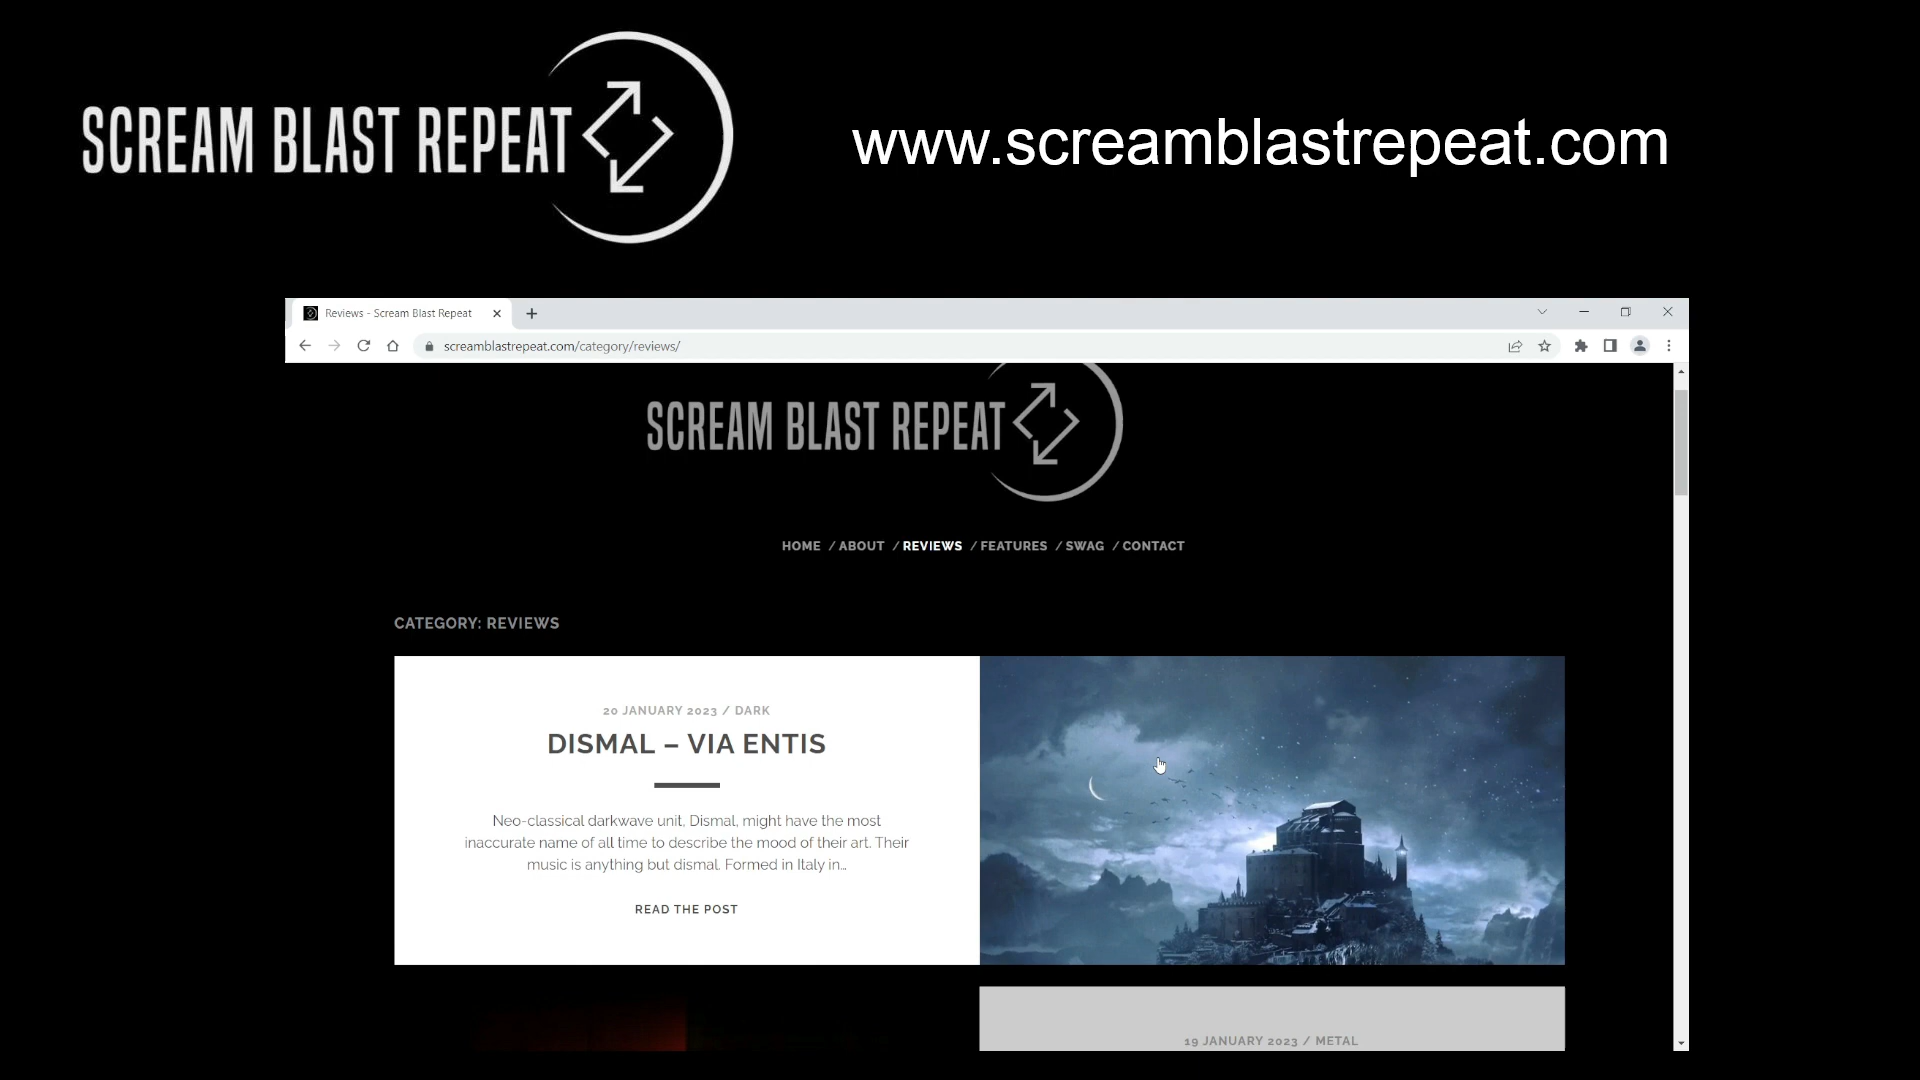 SCREAM BLAST REPEAT
www.screamblastrepeat.com
Reviews - Scream Blast Repeat
screamblastrepeat.com/category/reviews/
SCREAM BLAST REPEAT
HOME / ABOUT / REVIEWS / FEATURES / SWAG / CONTACT
CATEGORY: REVIEWS
20 JANUARY 2023 / DARK
DISMAL – VIA ENTIS
Neo-classical darkwave unit, Dismal, might have the most
inaccurate name of all time to describe the mood of their art. Their
music is anything but dismal. Formed in Italy in…
READ THE POST
19 JANUARY 2023 / METAL